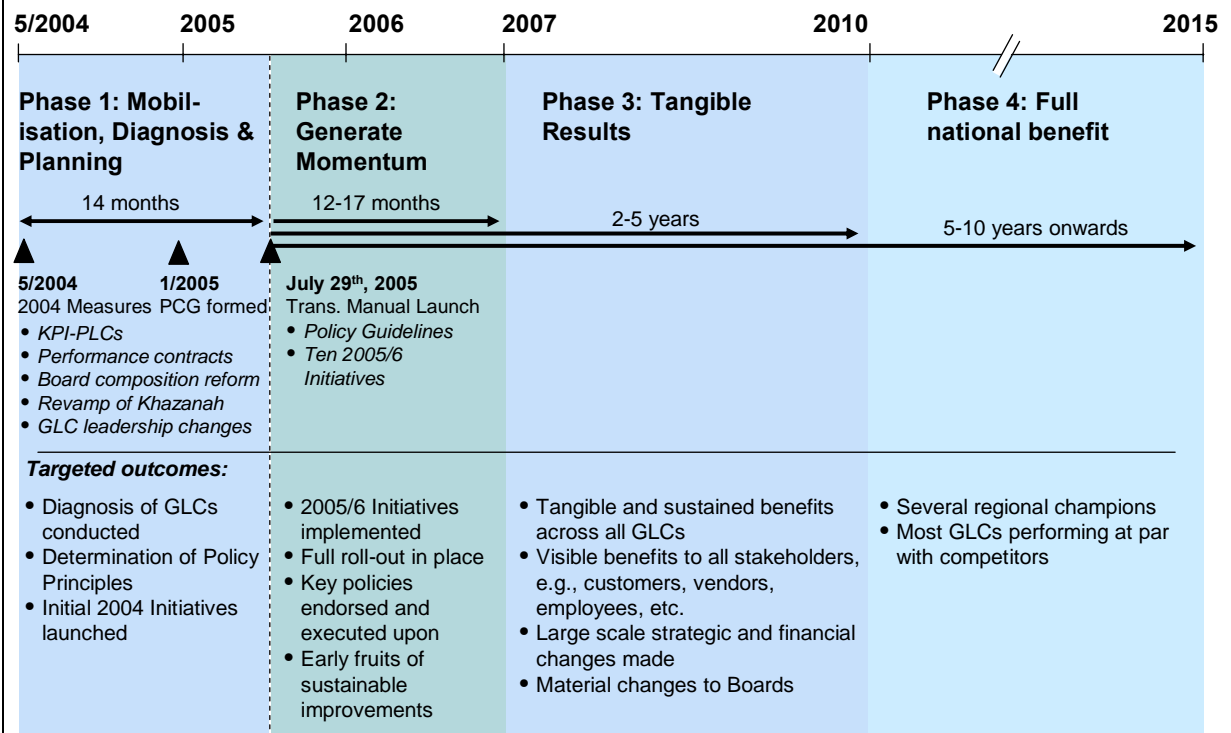 5/2004 2005 2006 2007 2010 2015
Phase 1: Mobil-
isation, Diagnosis &
Planning
Phase 2:
Generate
Momentum
Phase 3: Tangible
Results
Phase 4: Full
national benefit
14 months
12-17 months
2-5 years
5-10 years onwards
5/2004
2004 Measures
• KPI-PLCs
• Performance contracts
• Board composition reform
• Revamp of Khazanah
• GLC leadership changes
1/2005
PCG formed
July 29th, 2005
Trans. Manual Launch
• Policy Guidelines
• Ten 2005/6
Initiatives
Targeted outcomes:
• Diagnosis of GLCs
conducted
• Determination of Policy
Principles
• Initial 2004 Initiatives
launched
• 2005/6 Initiatives
implemented
• Full roll-out in place
• Key policies
endorsed and
executed upon
• Early fruits of
sustainable
improvements
• Tangible and sustained benefits
across all GLCs
• Visible benefits to all stakeholders,
e.g., customers, vendors,
employees, etc.
• Large scale strategic and financial
changes made
• Material changes to Boards
• Several regional champions
• Most GLCs performing at par
with competitors